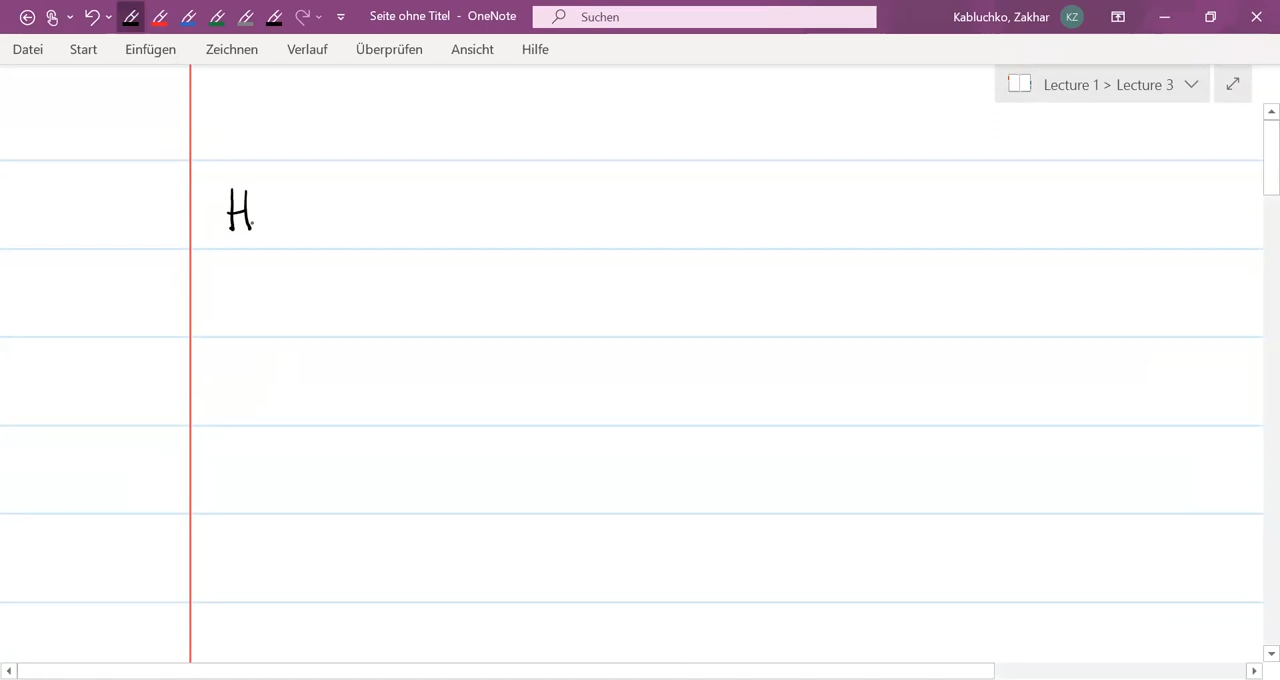 Seite ohne Titel - OneNote
Suchen
Kabluchko, Zakhar
KZ
Datei
Start
Einfügen
Zeichnen
Verlauf
Überprüfen
Ansicht
Hilfe
Lecture 1 > Lecture 3
H